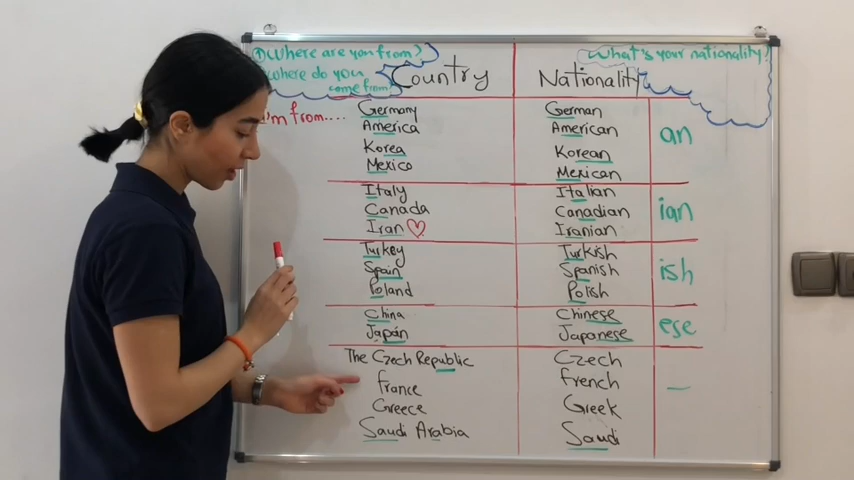 ① Where are you from?
Where do you
come from?
What's your nationality?
Country Nationality
I'm from....
Germany German
America American an
Korea Korean
Mexico Mexican
Italy Italian
Canada Canadian ian
Iran Iranian
Turkey Turkish
Spain Spanish ish
Poland Polish
China Chinese
Japan Japanese ese
The Czech Republic Czech
France french
Greece Greek
Saudi Arabia Saudi